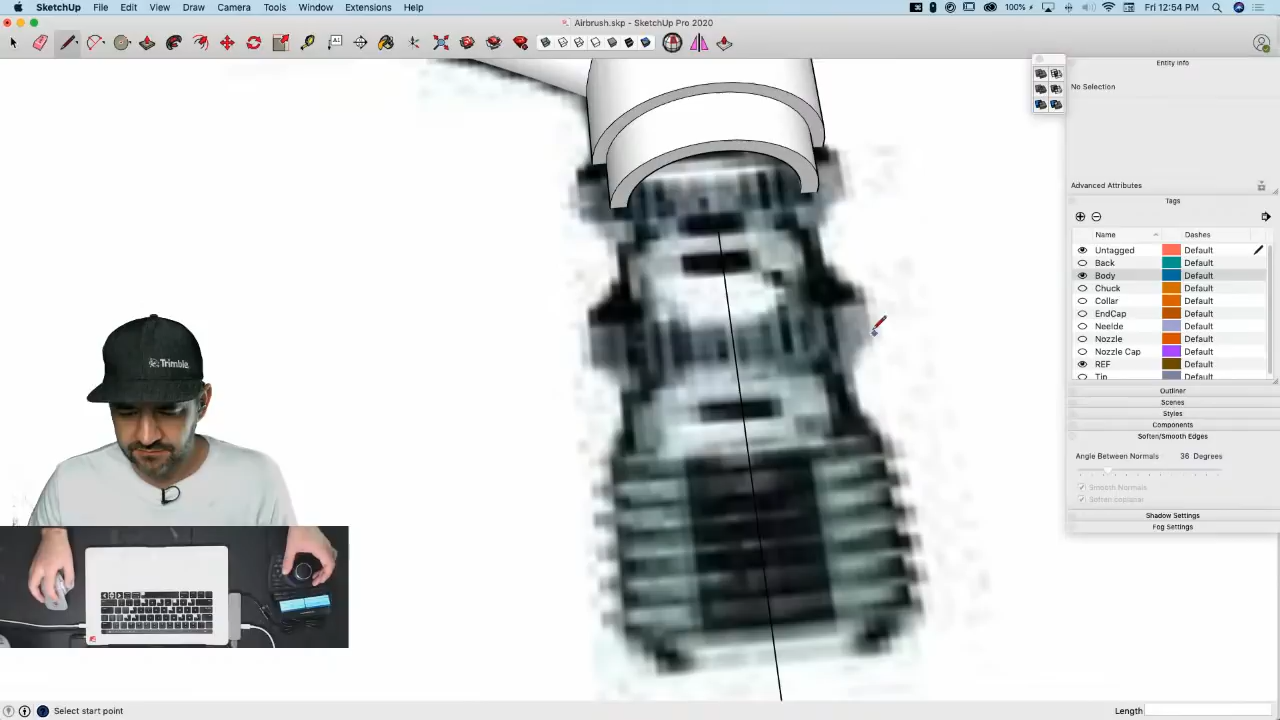 SketchUp File Edit View Draw Camera Tools Window Extensions Help
100% Fri 12:54 PM
Airbrush.skp - SketchUp Pro 2020
Entity Info
No Selection
Advanced Attributes
Tags
Name Dashes
Untagged Default
Back Default
Body Default
Chuck Default
Collar Default
EndCap Default
Neelde Default
Nozzle Default
Nozzle Cap Default
REF Default
Tip Default
Outliner
Scenes
Styles
Components
Soften/Smooth Edges
Angle Between Normals 36 Degrees
Smooth Normals
Soften coplanar
Shadow Settings
Fog Settings
Trimble
Select start point
Length